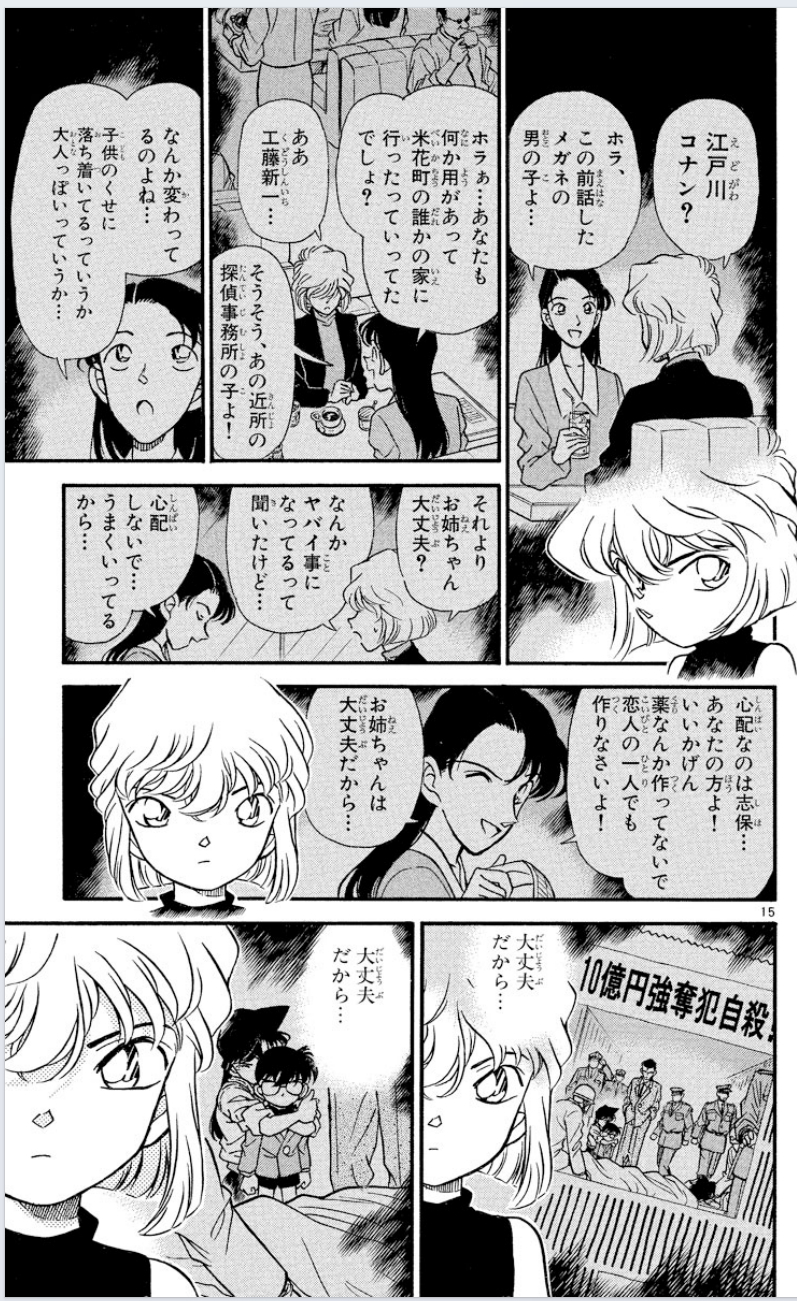 江戸川
コナン?
ホラ、
この前話した
メガネの
男の子よ…
ホラぁ…あなたも
何か用があって
米花町の誰かの家に
行ったっていってた
でしょ?
ああ
工藤新一…
そうそう、あの近所の
探偵事務所の子よ!
なんか変わって
るのよね…
子供のくせに
落ち着いてるっていうか
大人っぽいっていうか…
それより
お姉ちゃん
大丈夫?
なんか
ヤバイ事に
なってるって
聞いたけど…
心配
しないで…
うまくいってる
から…
心配なのは志保…
あなたの方よ!
いいかげん
薬なんか作ってないで
恋人の一人でも
作りなさいよ!
お姉ちゃんは
大丈夫だから…
15
10億円強奪犯自殺!
大丈夫
だから…
大丈夫
だから…